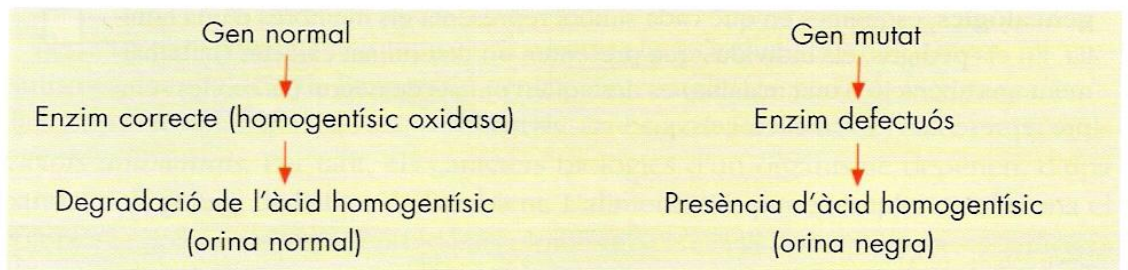 Gen normal
Enzim correcte (homogentísic oxidasa)
Degradació de l'àcid homogentísic
(orina normal)
Gen mutat
Enzim defectuós
Presència d'àcid homogentísic
(orina negra)